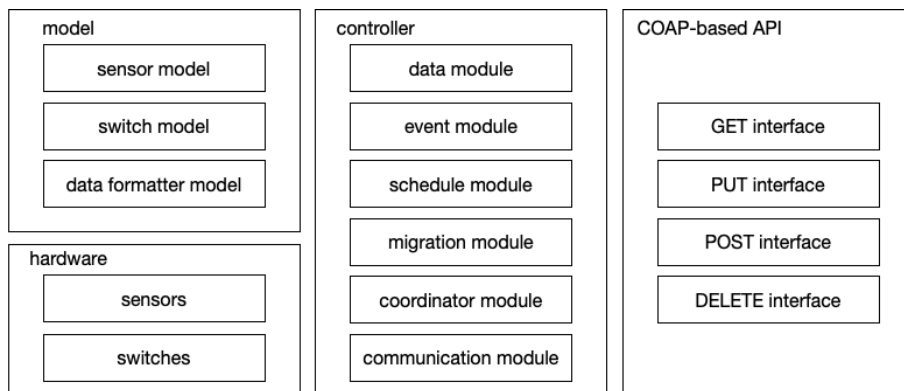 model
sensor model
switch model
data formatter model
hardware
sensors
switches
controller
data module
event module
schedule module
migration module
coordinator module
communication module
COAP-based API
GET interface
PUT interface
POST interface
DELETE interface